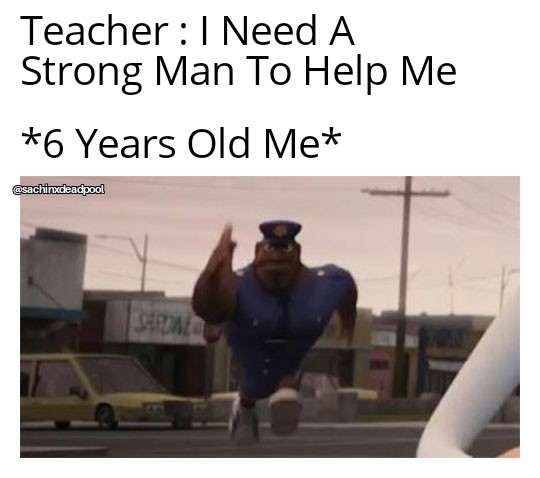 Teacher : I Need A
Strong Man To Help Me
*6 Years Old Me*
@sachinxdeadpool